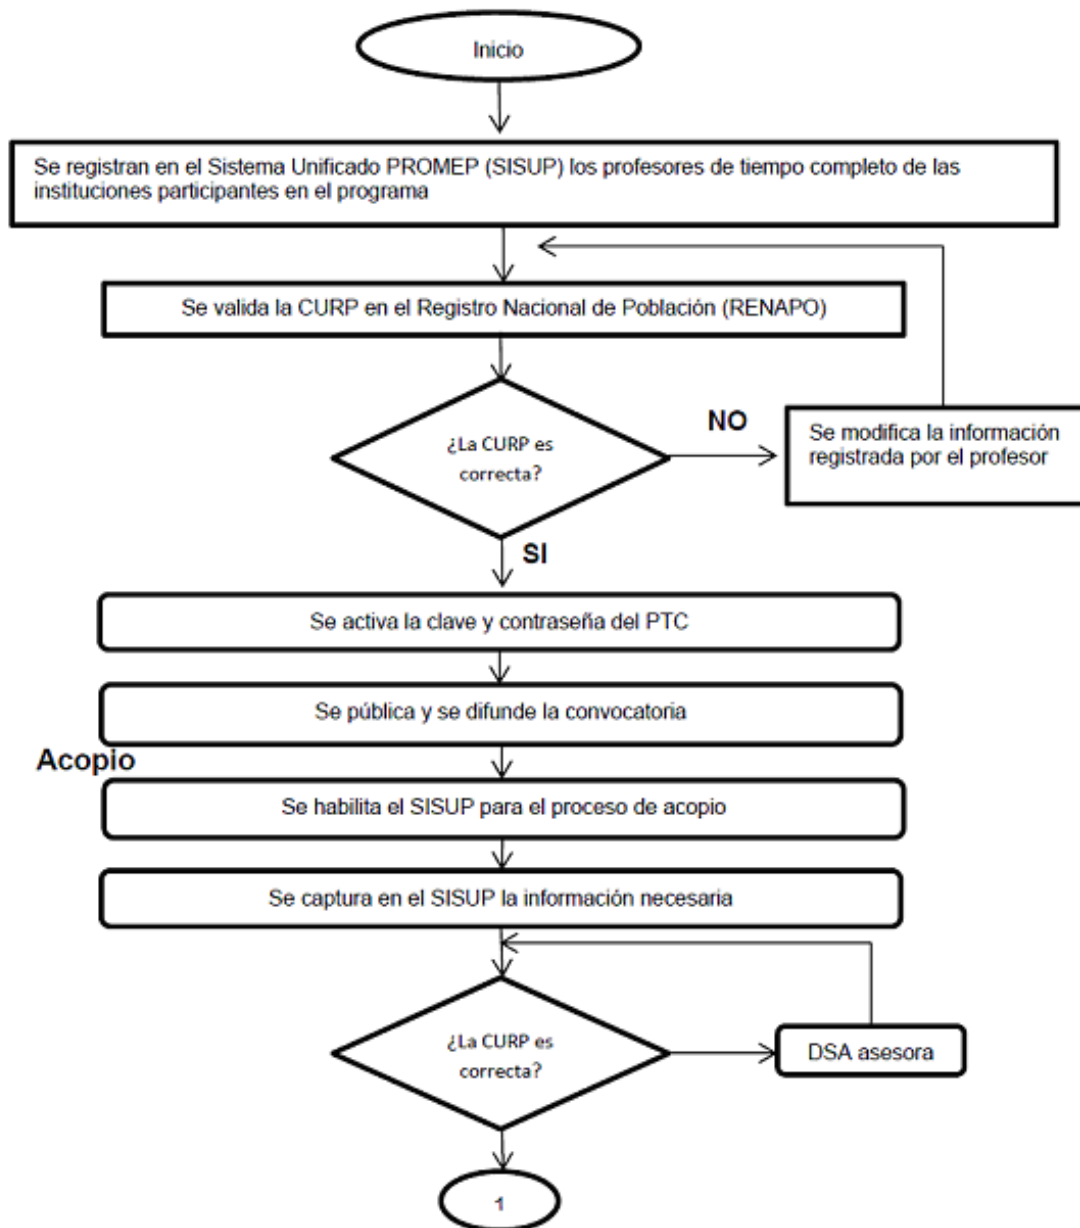 Inicio
Se registran en el Sistema Unificado PROMEP (SISUP) los profesores de tiempo completo de las
instituciones participantes en el programa
Se valida la CURP en el Registro Nacional de Población (RENAPO)
¿La CURP es
correcta?
NO
Se modifica la información
registrada por el profesor
SI
Se activa la clave y contraseña del PTC
Se pública y se difunde la convocatoria
Acopio
Se habilita el SISUP para el proceso de acopio
Se captura en el SISUP la información necesaria
¿La CURP es
correcta?
DSA asesora
1